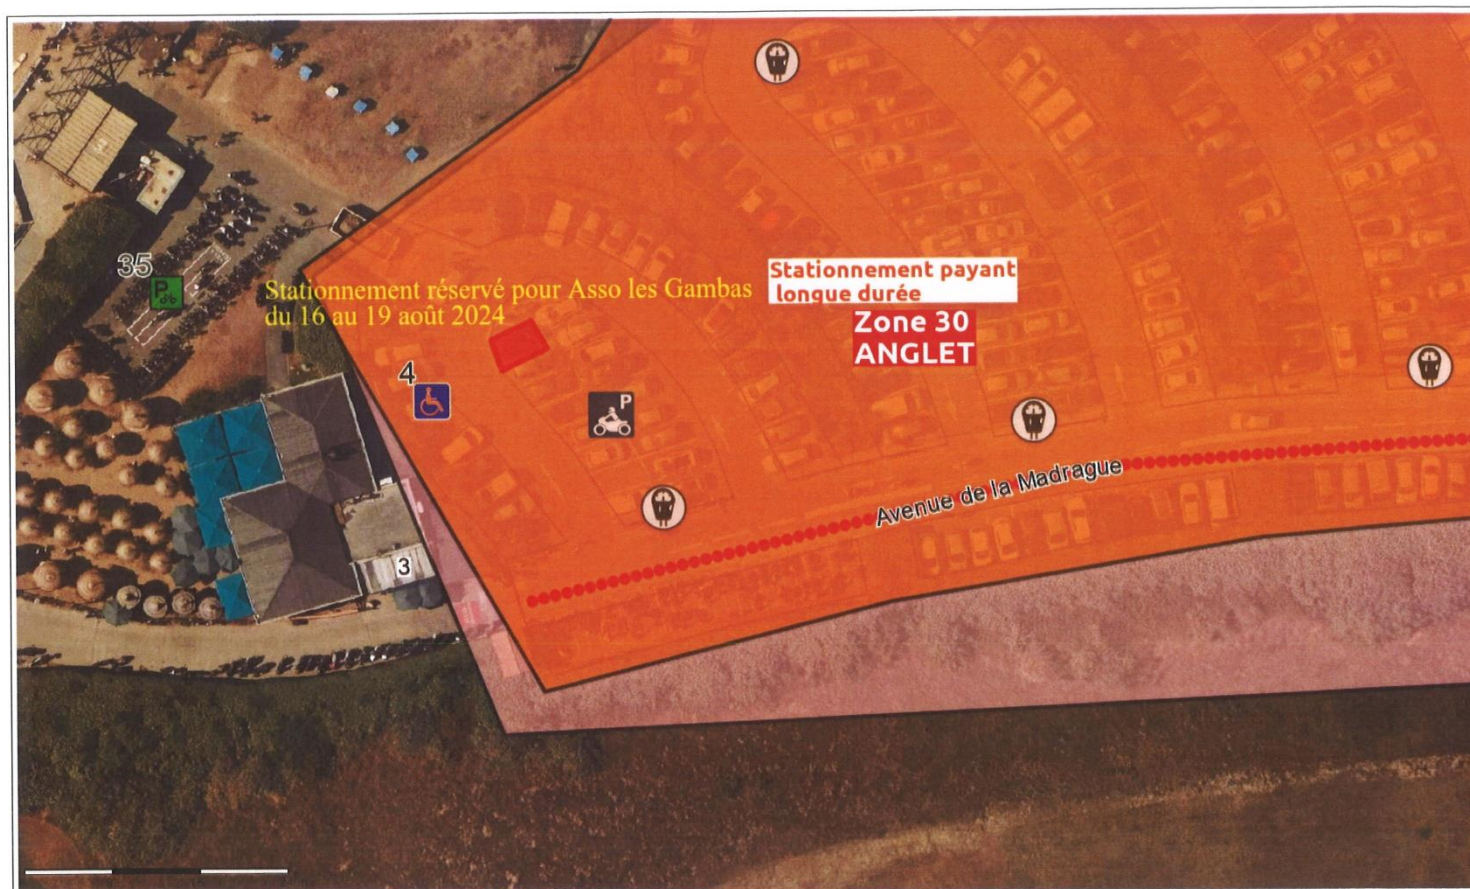 35
P
Stationnement réservé pour Asso les Gambas
du 16 au 19 août 2024
Stationnement payant
longue durée
Zone 30
ANGLET
4
P
Avenue de la Madrague
3